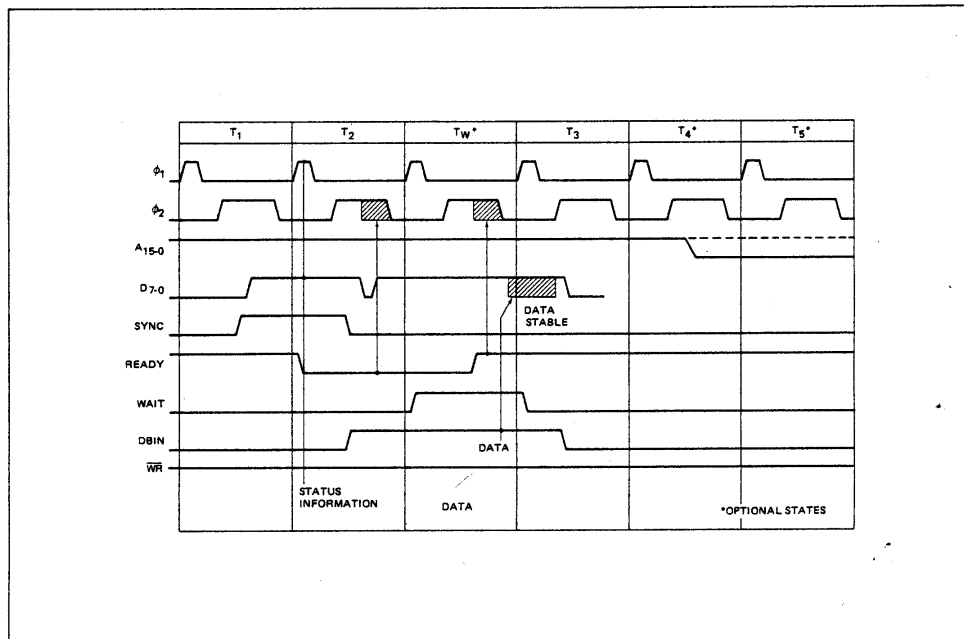 T1 T2 TW* T3 T4* T5*
ϕ1
ϕ2
A15-0
D7-0
DATA
STABLE
SYNC
READY
WAIT
DBIN
DATA
WR
STATUS
INFORMATION
DATA
*OPTIONAL STATES